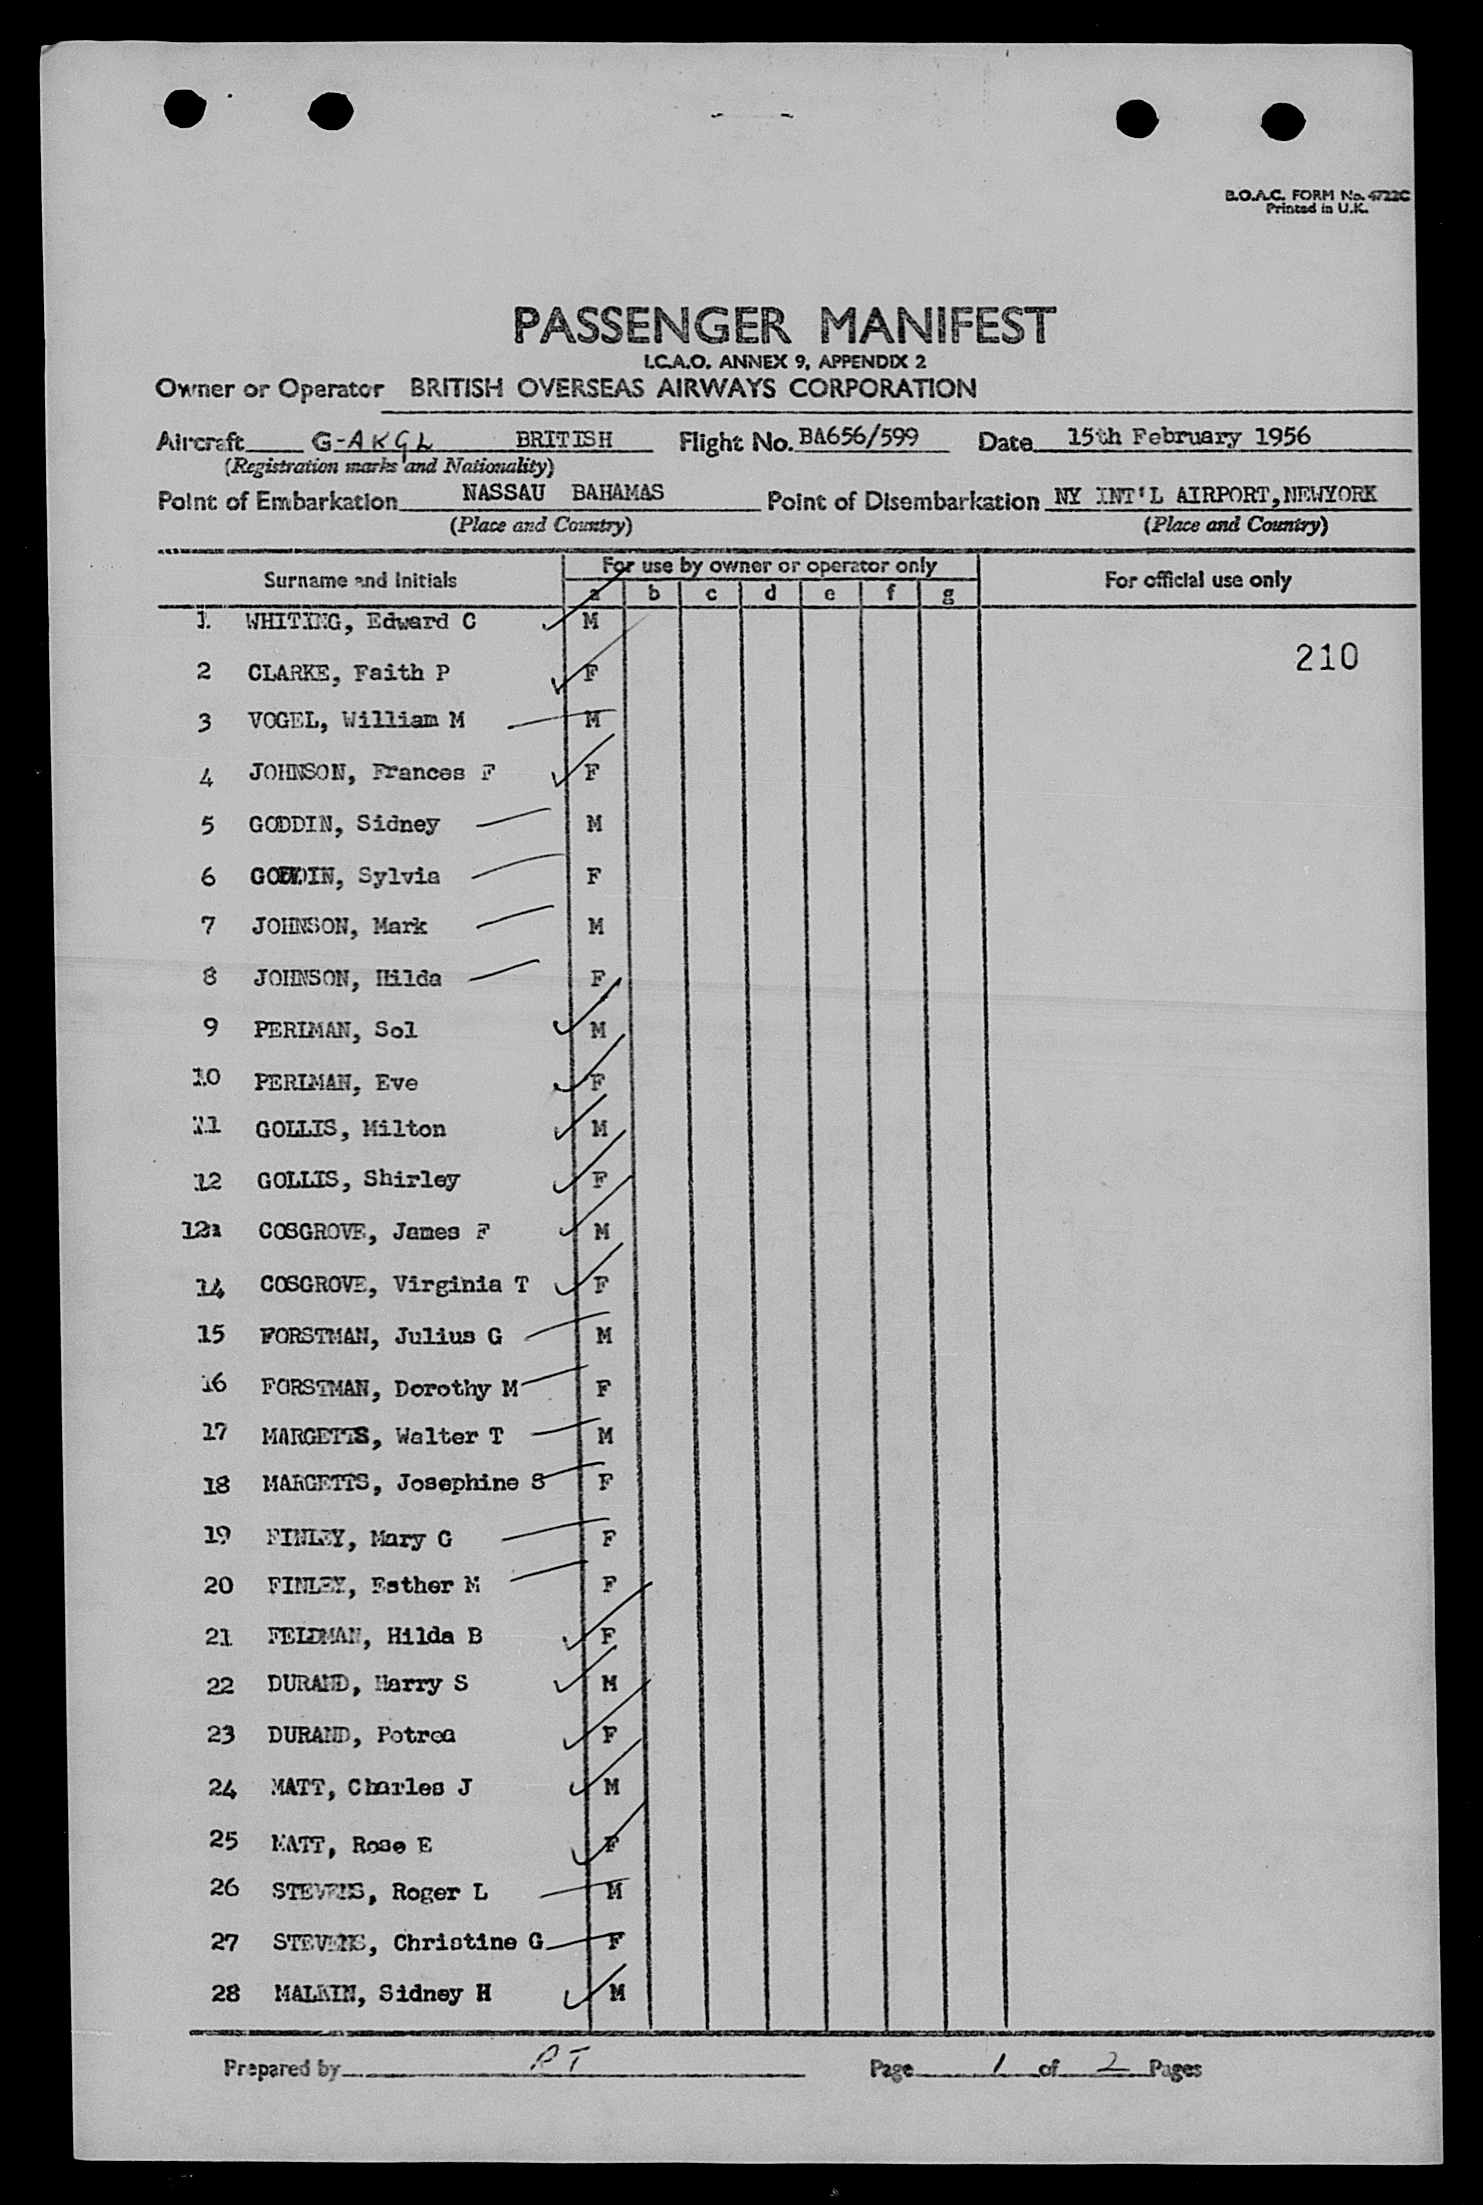 B.O.A.C. FORM No. 4722C
Printed in U.K.
PASSENGER MANIFEST
I.C.A.O. ANNEX 9, APPENDIX 2
Owner or Operator BRITISH OVERSEAS AIRWAYS CORPORATION
Aircraft G-AKGL BRITISH Flight No. BA656/599 Date 15th February 1956
(Registration marks and Nationality)
Point of Embarkation NASSAU BAHAMAS Point of Disembarkation NY INT'L AIRPORT,NEWYORK
(Place and Country) (Place and Country)
Surname and Initials For use by owner or operator only For official use only
a b c d e f g
1. WHITING, Edward C M
210
2 CLARKE, Faith P F
3 VOGEL, William M M
4 JOHNSON, Frances F F
5 GODDIN, Sidney M
6 GODDIN, Sylvia F
7 JOHNSON, Mark M
8 JOHNSON, Hilda F
9 PERLMAN, Sol M
10 PERLMAN, Eve F
11 GOLLIS, Milton M
12 GOLLIS, Shirley F
12a COSGROVE, James F M
14 COSGROVE, Virginia T F
15 FORSTMAN, Julius G M
16 FORSTMAN, Dorothy M F
17 MARGETTS, Walter T M
18 MARGETTS, Josephine S F
19 FINLEY, Mary G F
20 FINLEY, Esther M F
21 FELDMAN, Hilda B F
22 DURAND, Harry S M
23 DURAND, Petrea F
24 MATT, Charles J M
25 MATT, Rose E F
26 STEVENS, Roger L M
27 STEVENS, Christine G F
28 MALKIN, Sidney H M
Prepared by RT Page 1 of 2 Pages